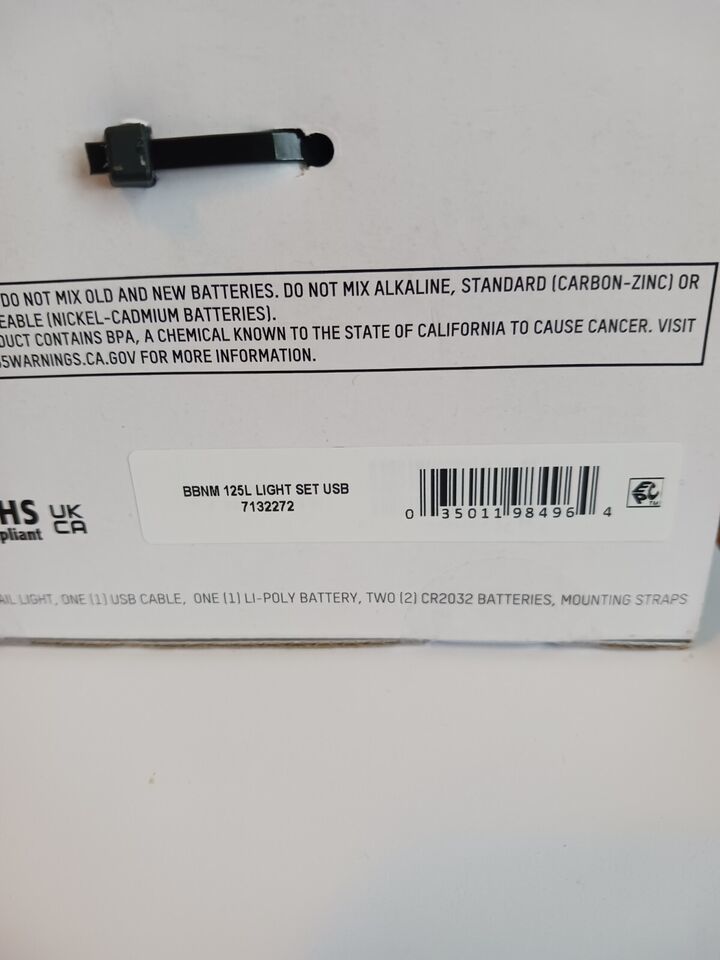 DO NOT MIX OLD AND NEW BATTERIES. DO NOT MIX ALKALINE, STANDARD (CARBON-ZINC) OR
EABLE (NICKEL-CADMIUM BATTERIES).
DUCT CONTAINS BPA, A CHEMICAL KNOWN TO THE STATE OF CALIFORNIA TO CAUSE CANCER. VISIT
5WARNINGS.CA.GOV FOR MORE INFORMATION.
BBNM 125L LIGHT SET USB
7132272
0 35011 98496 4
EPC TM
HS
pliant
UK
CA
AIL LIGHT, ONE (1) USB CABLE, ONE (1) LI-POLY BATTERY, TWO (2) CR2032 BATTERIES, MOUNTING STRAPS